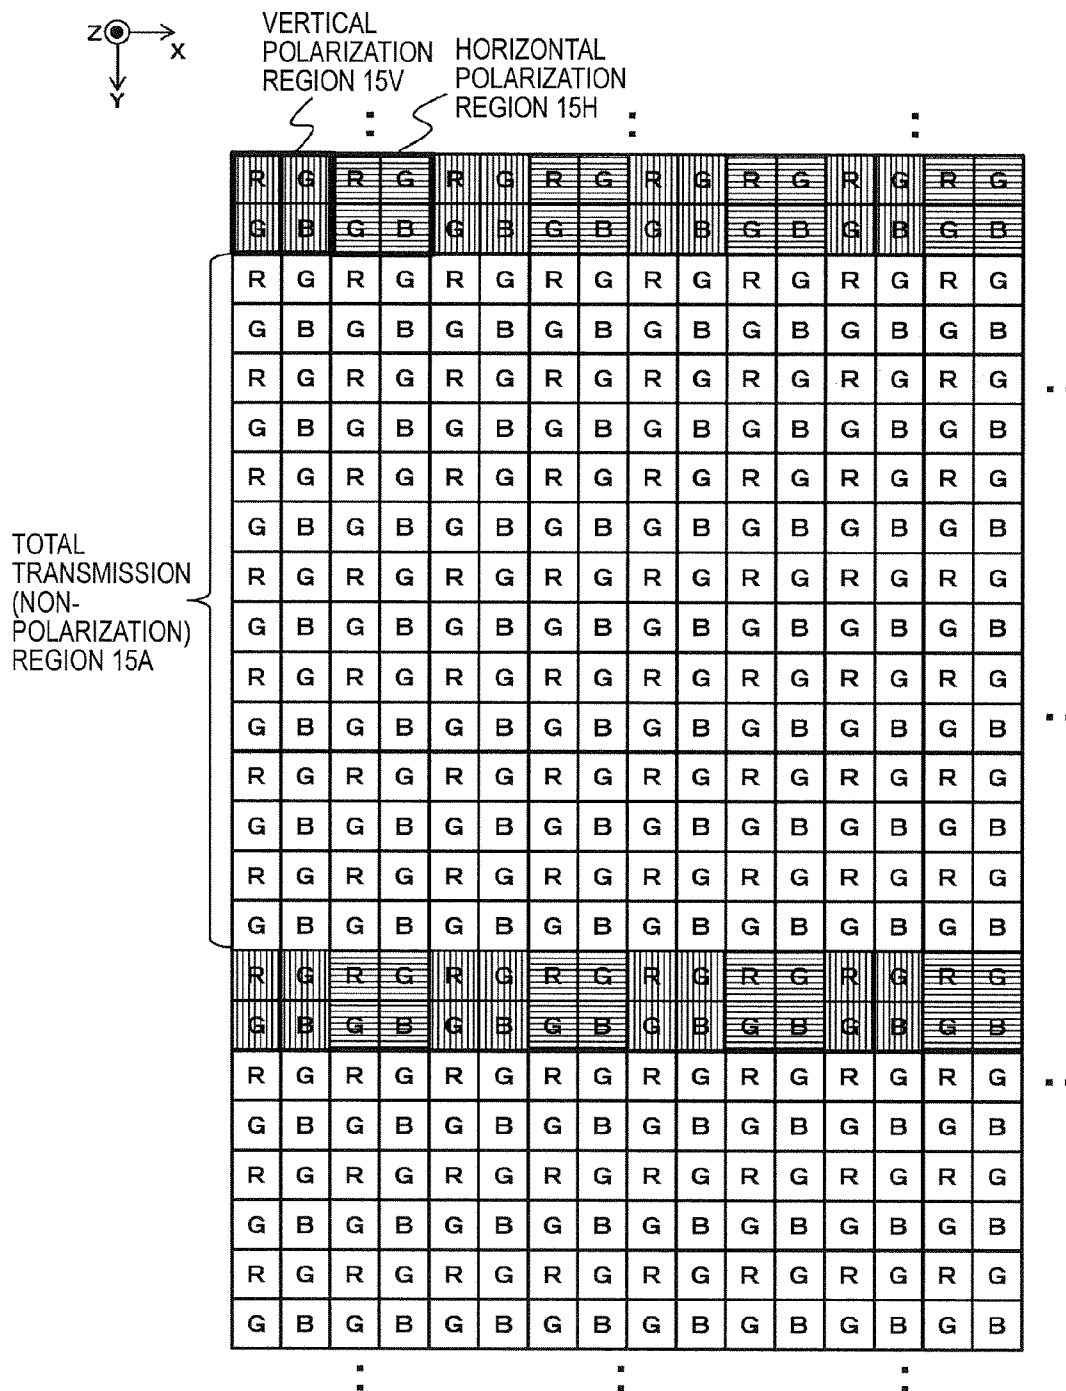 VERTICAL
POLARIZATION
REGION 15V
HORIZONTAL
POLARIZATION
REGION 15H
Z
X
Y
R G R G R G R G R G R G R G R G
G B G B G B G B G B G B G B G B
R G R G R G R G R G R G R G R G
G B G B G B G B G B G B G B G B
R G R G R G R G R G R G R G R G
G B G B G B G B G B G B G B G B
R G R G R G R G R G R G R G R G
G B G B G B G B G B G B G B G B
R G R G R G R G R G R G R G R G
G B G B G B G B G B G B G B G B
R G R G R G R G R G R G R G R G
G B G B G B G B G B G B G B G B
R G R G R G R G R G R G R G R G
G B G B G B G B G B G B G B G B
R G R G R G R G R G R G R G R G
G B G B G B G B G B G B G B G B
R G R G R G R G R G R G R G R G
G B G B G B G B G B G B G B G B
R G R G R G R G R G R G R G R G
G B G B G B G B G B G B G B G B
R G R G R G R G R G R G R G R G
G B G B G B G B G B G B G B G B
R G R G R G R G R G R G R G R G
G B G B G B G B G B G B G B G B
TOTAL
TRANSMISSION
(NON-
POLARIZATION)
REGION 15A